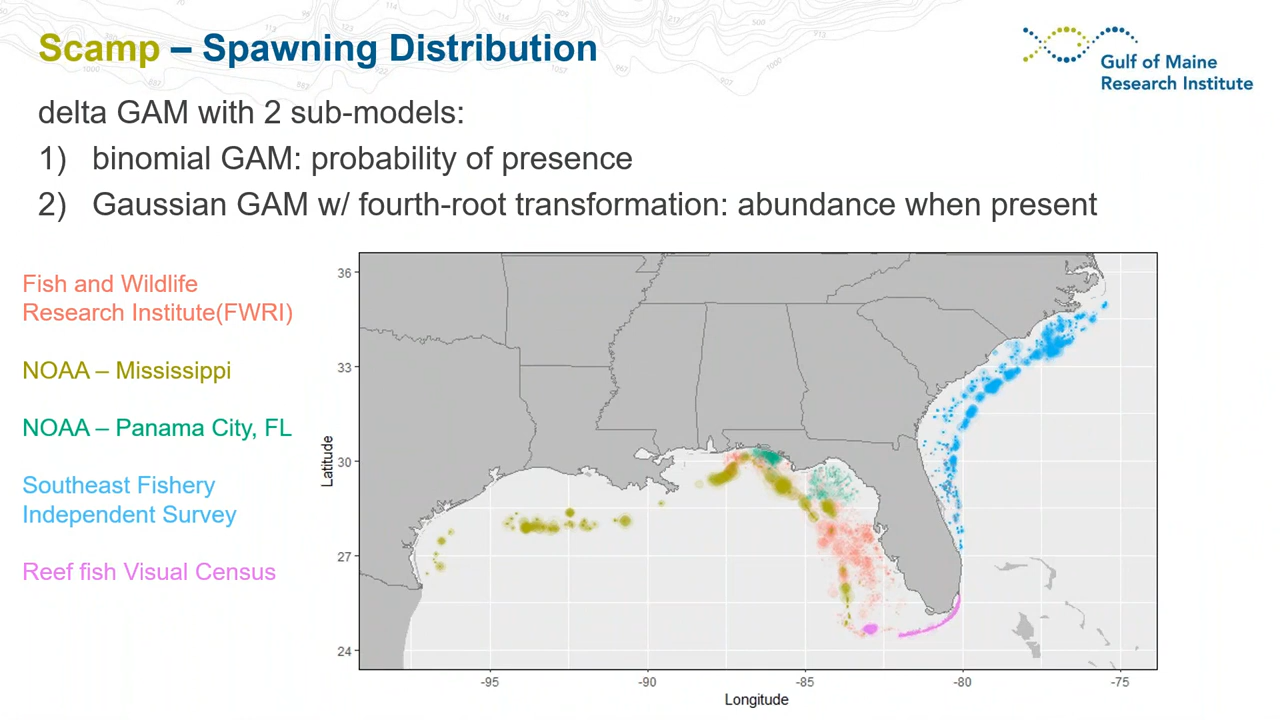 Scamp – Spawning Distribution
Gulf of Maine
Research Institute
delta GAM with 2 sub-models:
1) binomial GAM: probability of presence
2) Gaussian GAM w/ fourth-root transformation: abundance when present
Fish and Wildlife
Research Institute(FWRI)
NOAA – Mississippi
NOAA – Panama City, FL
Southeast Fishery
Independent Survey
Reef fish Visual Census
36
33
30
27
24
Latitude
-95
-90
-85
-80
-75
Longitude